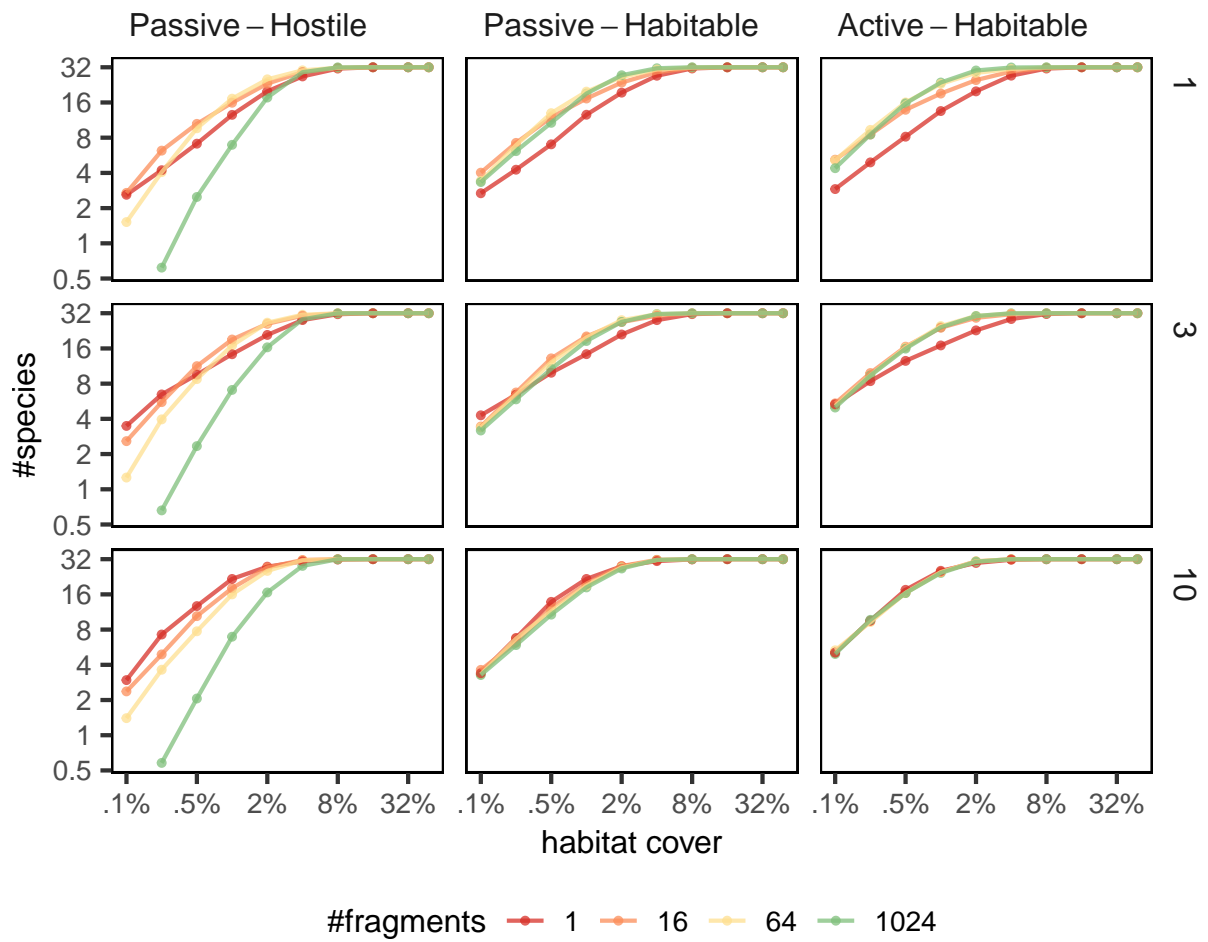 Passive – Hostile
Passive – Habitable
Active – Habitable
32
16
8
4
2
1
0.5
1
32
16
8
4
2
1
0.5
3
32
16
8
4
2
1
0.5
10
#species
.1% .5% 2% 8% 32%
.1% .5% 2% 8% 32%
.1% .5% 2% 8% 32%
habitat cover
#fragments 1 16 64 1024